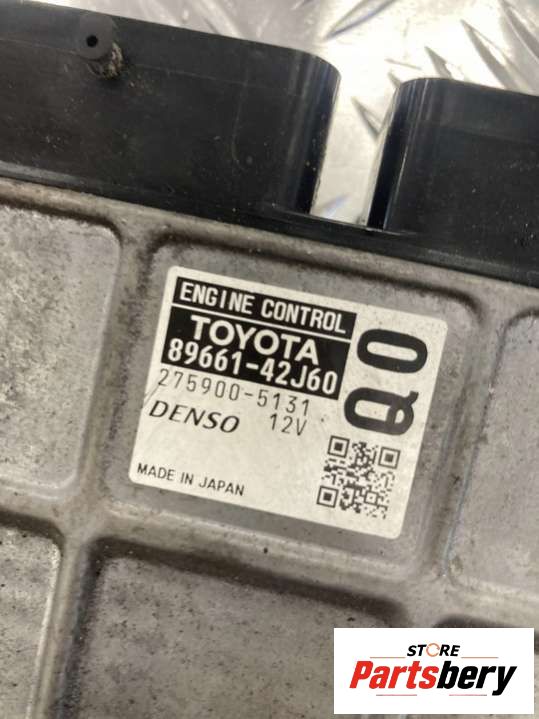 ENGINE CONTROL
TOYOTA
89661-42J60
275900-5131
DENSO 12V
MADE IN JAPAN
Q0
STORE
Partsbery